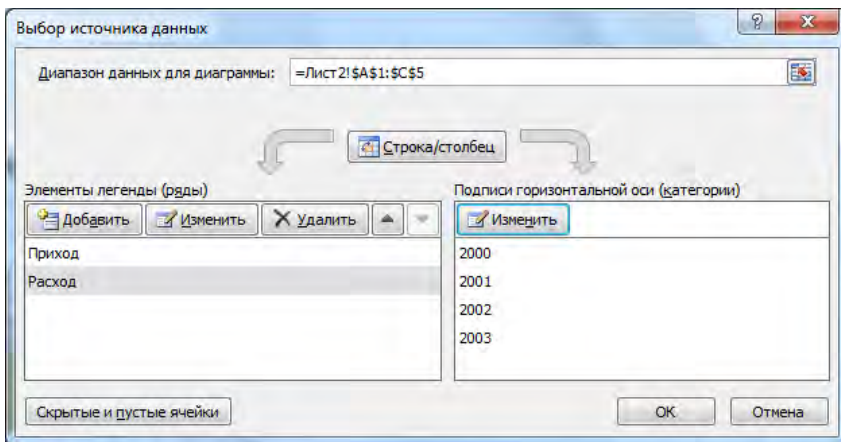 Выбор источника данных
Диапазон данных для диаграммы: =Лист2!$A$1:$C$5
Строка/столбец
Элементы легенды (ряды)
Добавить Изменить Удалить
Приход
Расход
Подписи горизонтальной оси (категории)
Изменить
2000
2001
2002
2003
Скрытые и пустые ячейки
ОК Отмена